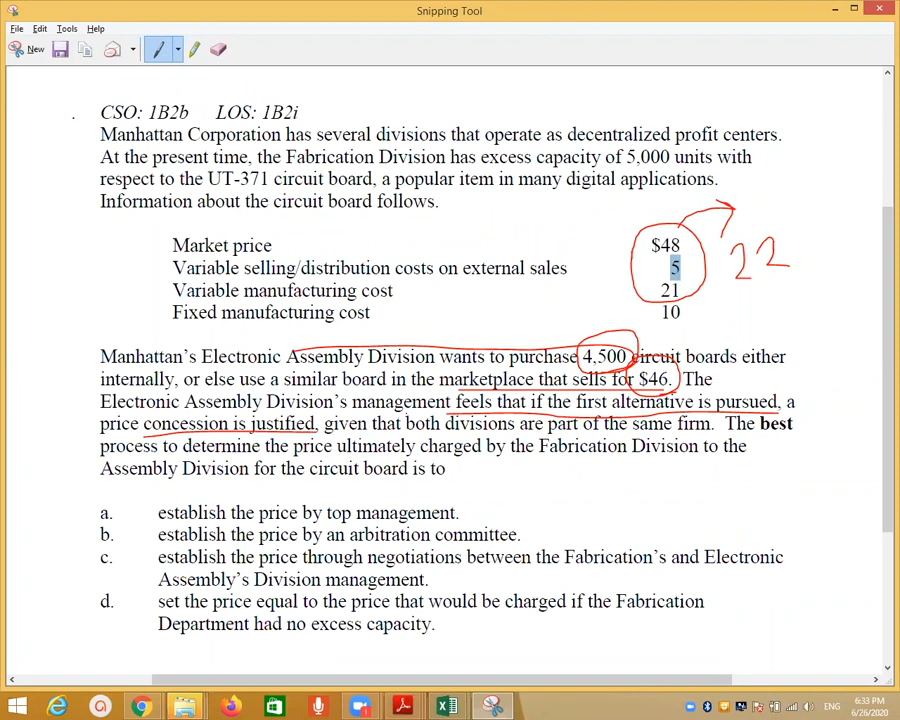 Snipping Tool
File Edit Tools Help
New
. CSO: 1B2b LOS: 1B2i
Manhattan Corporation has several divisions that operate as decentralized profit centers.
At the present time, the Fabrication Division has excess capacity of 5,000 units with
respect to the UT-371 circuit board, a popular item in many digital applications.
Information about the circuit board follows.
Market price $48
Variable selling/distribution costs on external sales 5
Variable manufacturing cost 21
Fixed manufacturing cost 10
22
Manhattan's Electronic Assembly Division wants to purchase 4,500 circuit boards either
internally, or else use a similar board in the marketplace that sells for $46. The
Electronic Assembly Division's management feels that if the first alternative is pursued, a
price concession is justified, given that both divisions are part of the same firm. The best
process to determine the price ultimately charged by the Fabrication Division to the
Assembly Division for the circuit board is to
a. establish the price by top management.
b. establish the price by an arbitration committee.
c. establish the price through negotiations between the Fabrication's and Electronic
Assembly's Division management.
d. set the price equal to the price that would be charged if the Fabrication
Department had no excess capacity.
ENG
6:33 PM
6/26/2020